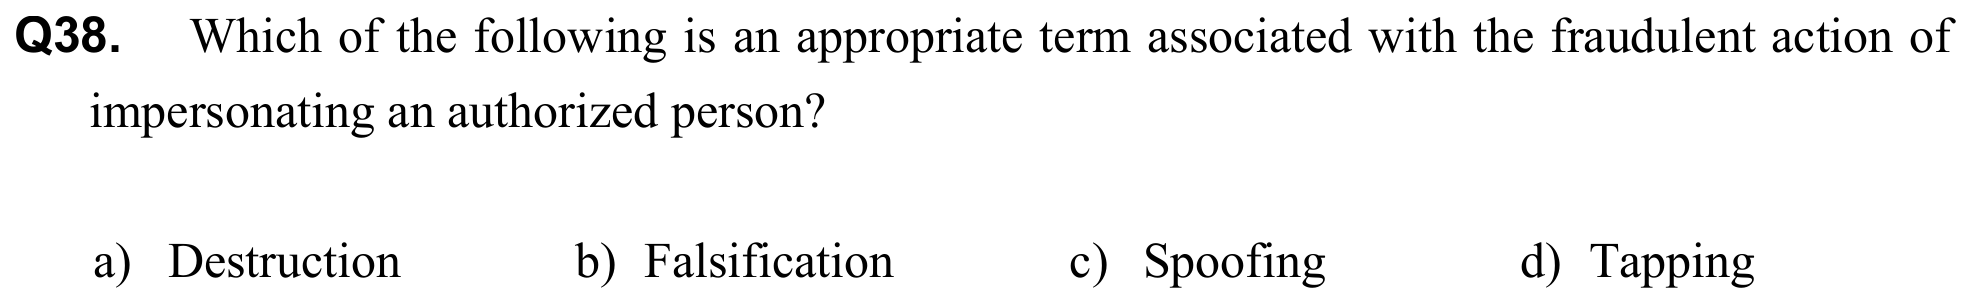 Q38. Which of the following is an appropriate term associated with the fraudulent action of
impersonating an authorized person?
a) Destruction b) Falsification c) Spoofing d) Tapping